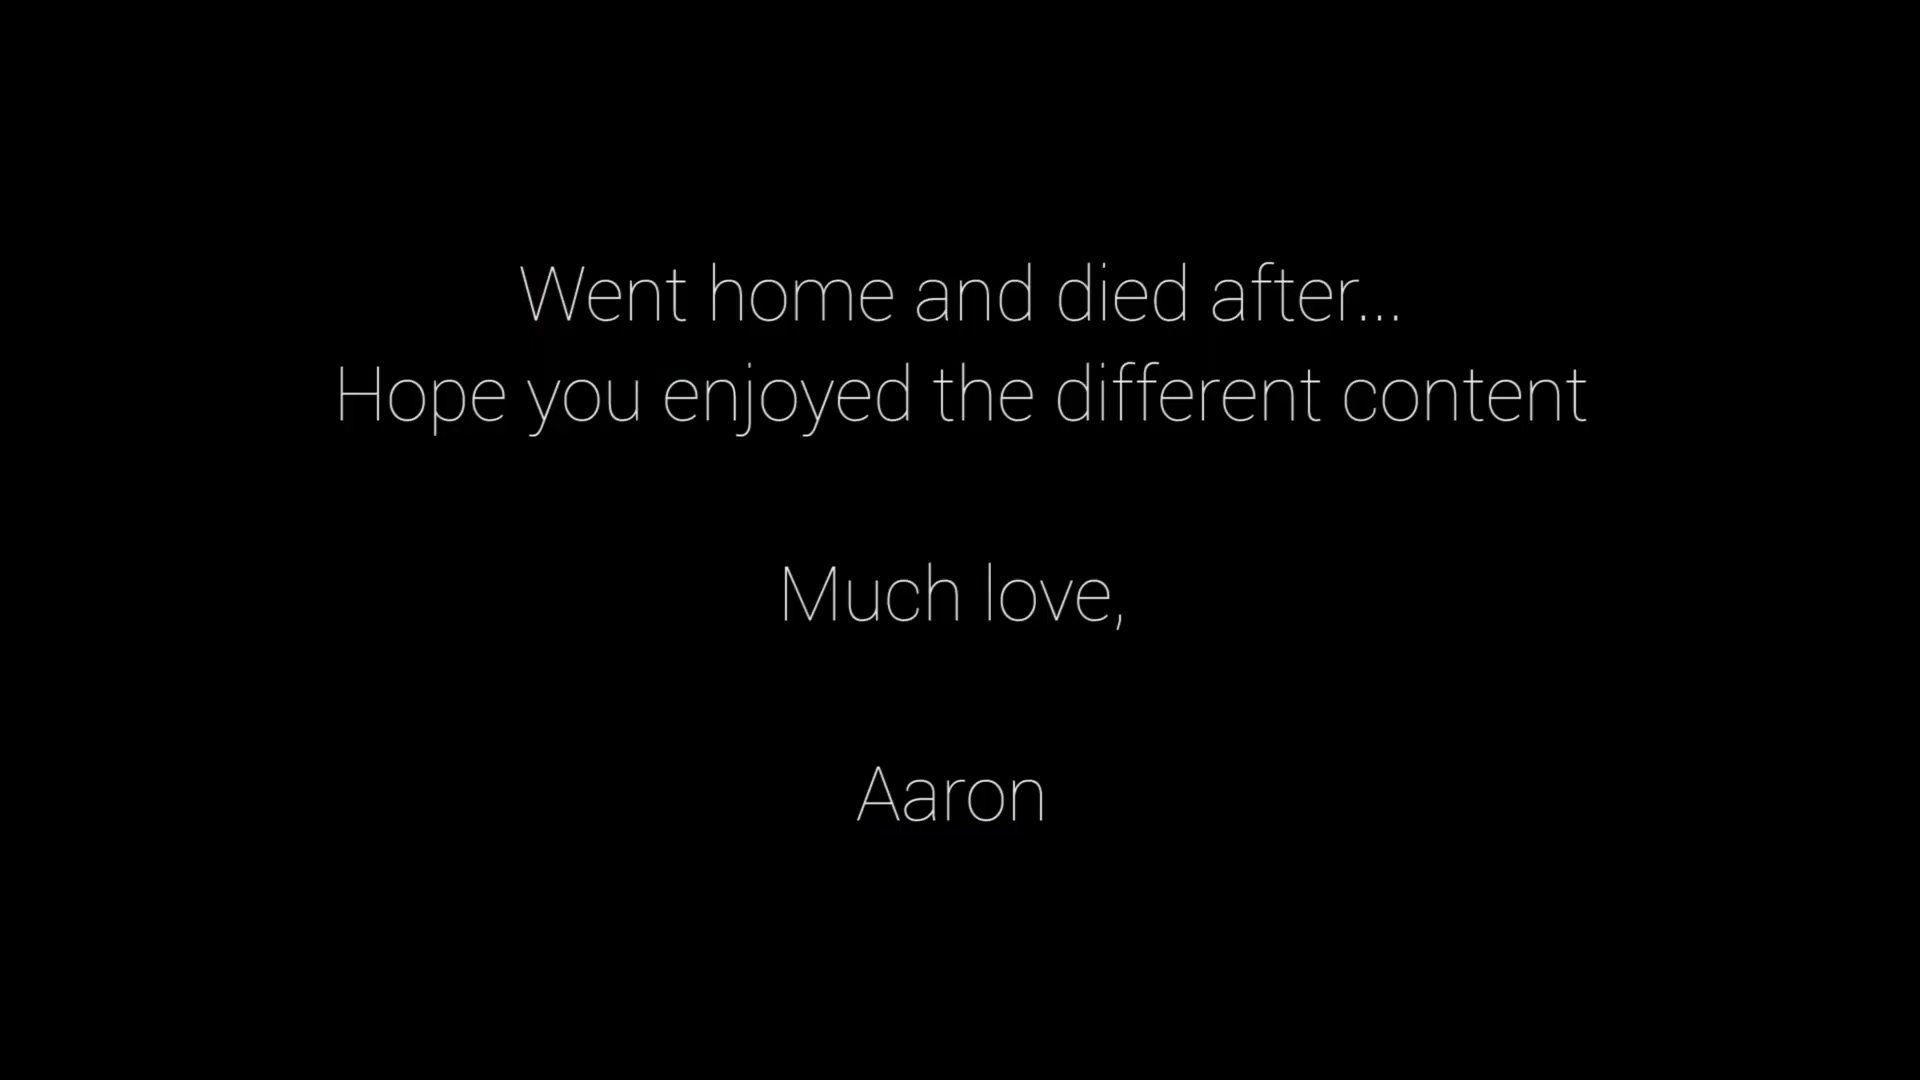 Went home and died after...
Hope you enjoyed the different content
Much love,
Aaron